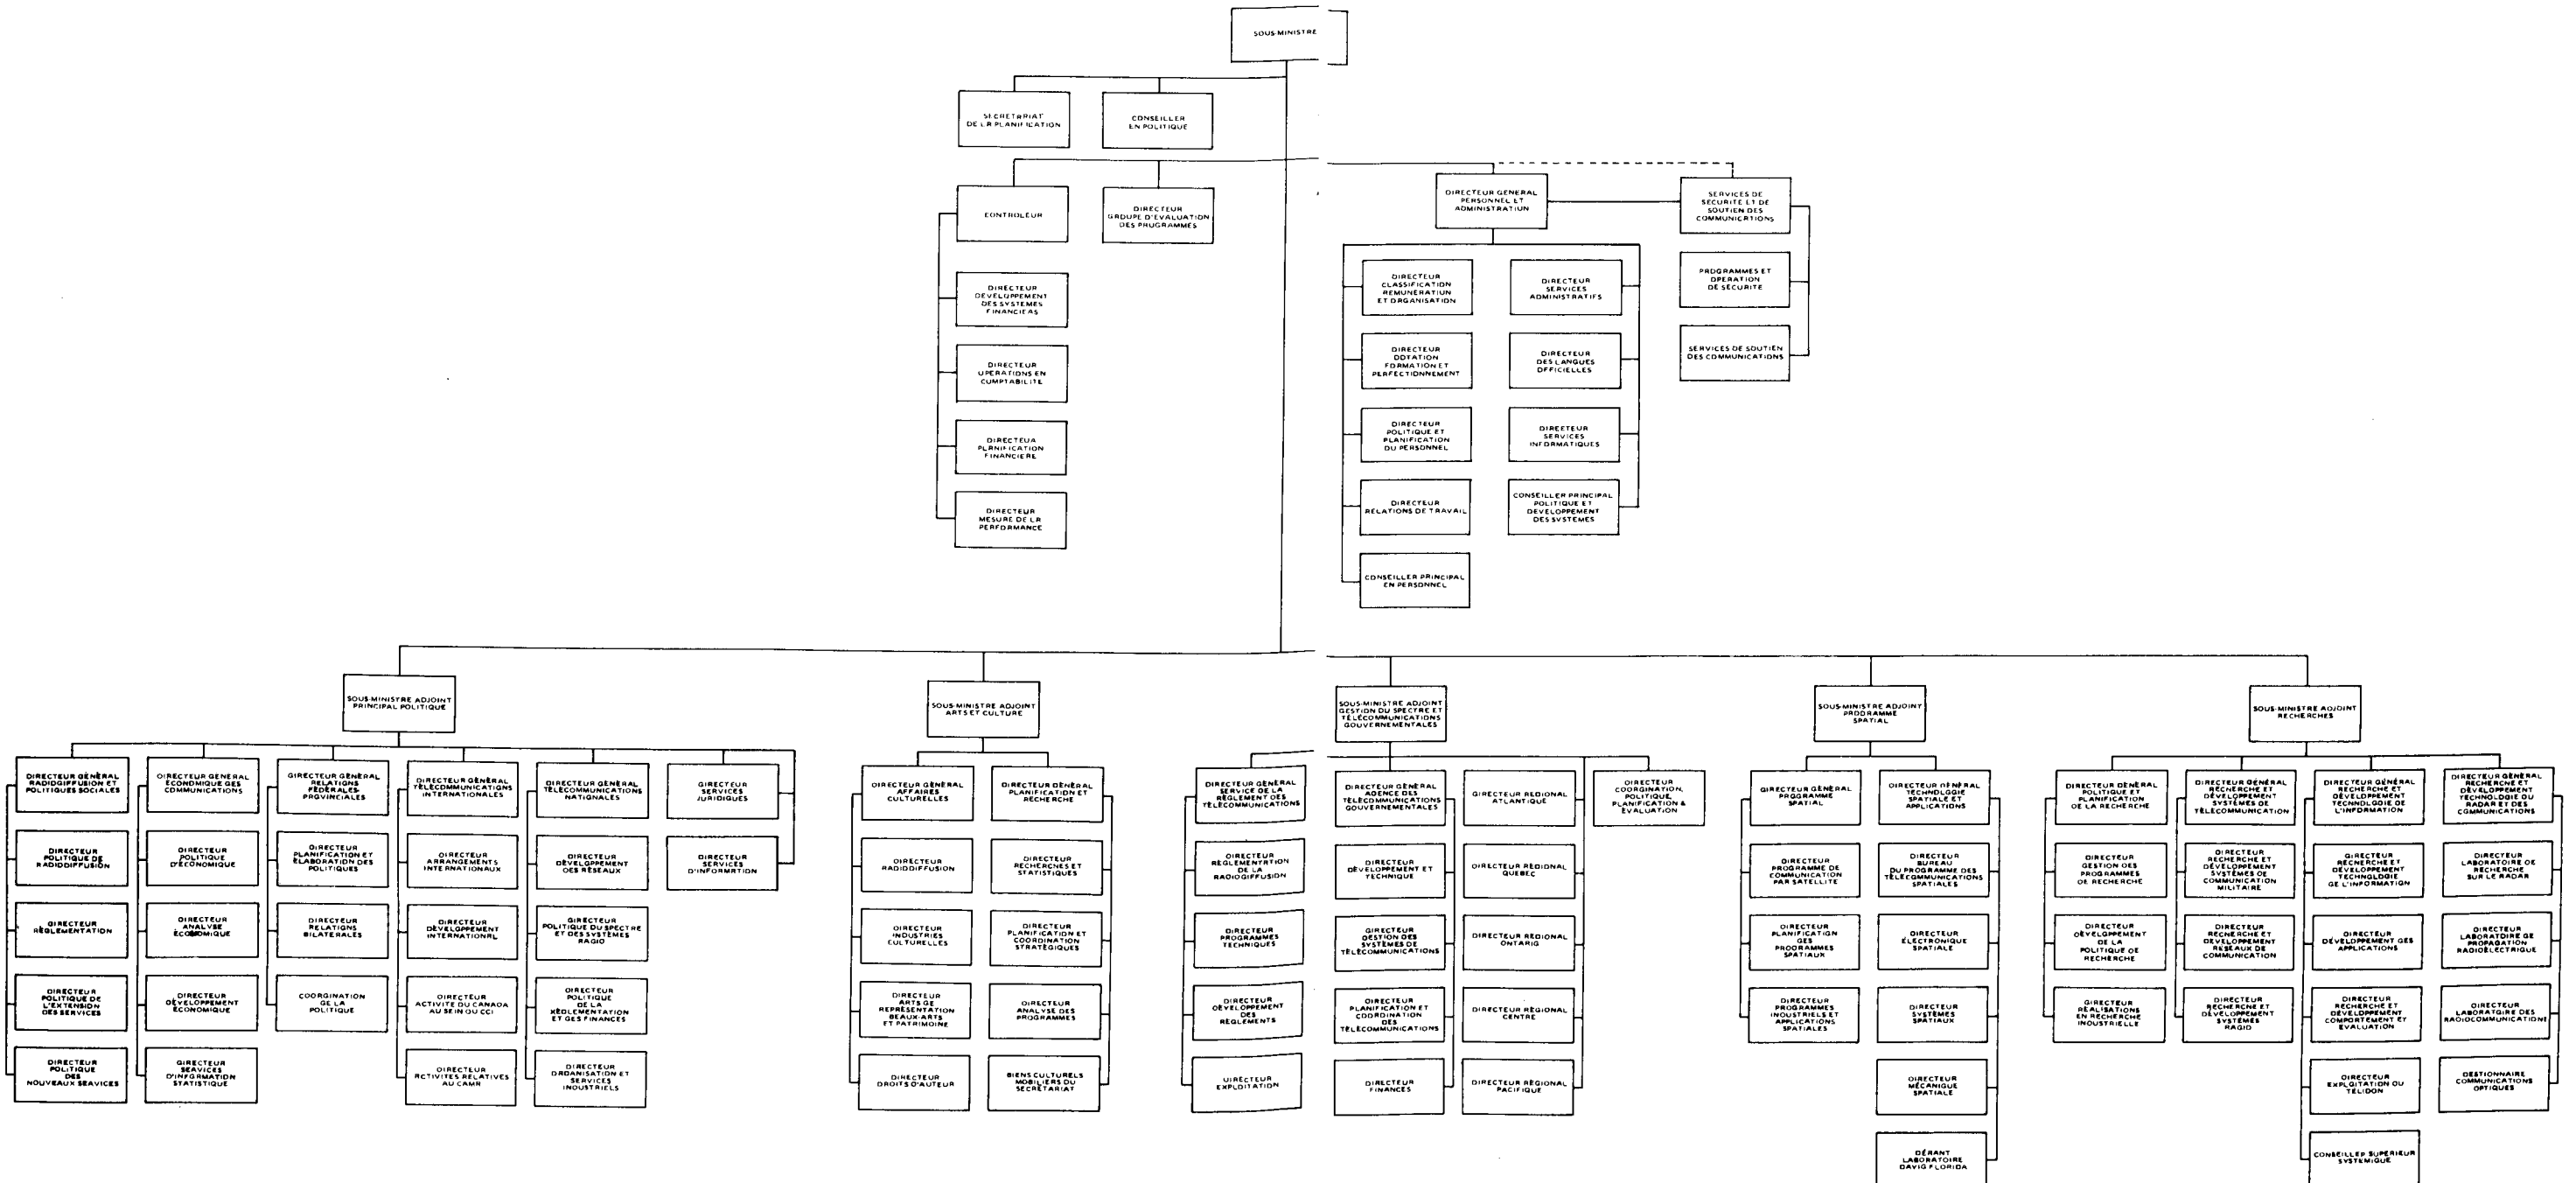 SOUS-MINISTRE
SECRETARIAT
DE LA PLANIFICATION
CONSEILLER
EN POLITIQUE
CONTROLEUR
DIRECTEUR
GROUPE D'EVALUATION
DES PROGRAMMES
DIRECTEUR GENERAL
PERSONNEL ET
ADMINISTRATION
SERVICES DE
SECURITE ET DE
SOUTIEN DES
COMMUNICATIONS
DIRECTEUR
DEVELOPPEMENT
DES SYSTEMES
FINANCIERS
DIRECTEUR
OPERATIONS EN
COMPTABILITE
DIRECTEUR
PLANIFICATION
FINANCIERE
DIRECTEUR
MESURE DE LA
PERFORMANCE
DIRECTEUR
CLASSIFICATION
REMUNERATION
ET ORGANISATION
DIRECTEUR
DOTATION
FORMATION ET
PERFECTIONNEMENT
DIRECTEUR
POLITIQUE ET
PLANIFICATION
DU PERSONNEL
DIRECTEUR
RELATIONS DE TRAVAIL
CONSEILLER PRINCIPAL
EN PERSONNEL
DIRECTEUR
SERVICES
ADMINISTRATIFS
DIRECTEUR
DES LANGUES
OFFICIELLES
DIRECTEUR
SERVICES
INFORMATIQUES
CONSEILLER PRINCIPAL
POLITIQUE ET
DEVELOPPEMENT
DES SYSTEMES
PROGRAMMES ET
OPERATION
DE SECURITE
SERVICES DE SOUTIEN
DES COMMUNICATIONS
SOUS-MINISTRE ADJOINT
PRINCIPAL POLITIQUE
DIRECTEUR GÉNÉRAL
RADIODIFFUSION ET
POLITIQUES SOCIALES
DIRECTEUR
POLITIQUE DE
RADIODIFFUSION
DIRECTEUR
RÉGLEMENTATION
DIRECTEUR
POLITIQUE DE
L'EXTENSION
DES SERVICES
DIRECTEUR
POLITIQUE
DES
NOUVEAUX SERVICES
DIRECTEUR GÉNÉRAL
ÉCONOMIQUE DES
COMMUNICATIONS
DIRECTEUR
POLITIQUE
D'ÉCONOMIQUE
DIRECTEUR
ANALYSE
ÉCONOMIQUE
DIRECTEUR
DÉVELOPPEMENT
ÉCONOMIQUE
DIRECTEUR
SERVICES
D'INFORMATION
STATISTIQUE
DIRECTEUR GÉNÉRAL
RELATIONS
FÉDÉRALES-
PROVINCIALES
DIRECTEUR
PLANIFICATION ET
ÉLABORATION DES
POLITIQUES
DIRECTEUR
RELATIONS
BILATERALES
COORDINATION
DE LA
POLITIQUE
DIRECTEUR GÉNÉRAL
TÉLÉCOMMUNICATIONS
INTERNATIONALES
DIRECTEUR
ARRANGEMENTS
INTERNATIONAUX
DIRECTEUR
DÉVELOPPEMENT
INTERNATIONAL
DIRECTEUR
ACTIVITE DU CANADA
AU SEIN DU CCI
DIRECTEUR
ACTIVITES RELATIVES
AU CAMR
DIRECTEUR GÉNÉRAL
TÉLÉCOMMUNICATIONS
NATIONALES
DIRECTEUR
DÉVELOPPEMENT
DES RÉSEAUX
DIRECTEUR
POLITIQUE DU SPECTRE
ET DES SYSTÈMES
RADIO
DIRECTEUR
POLITIQUE
DE LA
RÉGLEMENTATION
ET DES FINANCES
DIRECTEUR
ORGANISATION ET
SERVICES
INDUSTRIELS
DIRECTEUR
SERVICES
JURIDIQUES
DIRECTEUR
SERVICES
D'INFORMATION
SOUS-MINISTRE ADJOINT
ARTS ET CULTURE
DIRECTEUR GÉNÉRAL
AFFAIRES
CULTURELLES
DIRECTEUR
RADIODIFFUSION
DIRECTEUR
INDUSTRIES
CULTURELLES
DIRECTEUR
ARTS DE
REPRÉSENTATION
BEAUX-ARTS
ET PATRIMOINE
DIRECTEUR
DROITS D'AUTEUR
DIRECTEUR GÉNÉRAL
PLANIFICATION ET
RECHERCHE
DIRECTEUR
RECHERCHES ET
STATISTIQUES
DIRECTEUR
PLANIFICATION ET
COORDINATION
STRATÉGIQUES
DIRECTEUR
ANALYSE DES
PROGRAMMES
BIENS CULTURELS
MOBILIERS DU
SECRÉTARIAT
SOUS-MINISTRE ADJOINT
GESTION DU SPECTRE ET
TÉLÉCOMMUNICATIONS
GOUVERNEMENTALES
DIRECTEUR GÉNÉRAL
SERVICE DE LA
RÈGLEMENT DES
TÉLÉCOMMUNICATIONS
DIRECTEUR
RÉGLEMENTATION
DE LA
RADIODIFFUSION
DIRECTEUR
PROGRAMMES
TECHNIQUES
DIRECTEUR
DÉVELOPPEMENT
DES
RÈGLEMENTS
DIRECTEUR
EXPLOITATION
DIRECTEUR GÉNÉRAL
AGENCE DES
TÉLÉCOMMUNICATIONS
GOUVERNEMENTALES
DIRECTEUR
DÉVELOPPEMENT ET
TECHNIQUE
DIRECTEUR
GESTION DES
SYSTÈMES DE
TÉLÉCOMMUNICATIONS
DIRECTEUR
PLANIFICATION ET
COORDINATION
DES
TÉLÉCOMMUNICATIONS
DIRECTEUR
FINANCES
DIRECTEUR RÉGIONAL
ATLANTIQUE
DIRECTEUR RÉGIONAL
QUEBEC
DIRECTEUR RÉGIONAL
ONTARIO
DIRECTEUR RÉGIONAL
CENTRE
DIRECTEUR RÉGIONAL
PACIFIQUE
DIRECTEUR
COORDINATION,
POLITIQUE,
PLANIFICATION &
ÉVALUATION
SOUS-MINISTRE ADJOINT
PROGRAMME
SPATIAL
DIRECTEUR GÉNÉRAL
PROGRAMME
SPATIAL
DIRECTEUR
PROGRAMME DE
COMMUNICATION
PAR SATELLITE
DIRECTEUR
PLANIFICATION
DES
PROGRAMMES
SPATIAUX
DIRECTEUR
PROGRAMMES
INDUSTRIELS ET
APPLICATIONS
SPATIALES
DIRECTEUR GÉNÉRAL
TECHNOLOGIE
SPATIALE ET
APPLICATIONS
DIRECTEUR
BUREAU
DU PROGRAMME DES
TÉLÉCOMMUNICATIONS
SPATIALES
DIRECTEUR
ÉLECTRONIQUE
SPATIALE
DIRECTEUR
SYSTÈMES
SPATIAUX
DIRECTEUR
MÉCANIQUE
SPATIALE
GÉRANT
LABORATOIRE
DAVID FLORIDA
SOUS-MINISTRE ADJOINT
RECHERCHES
DIRECTEUR GÉNÉRAL
POLITIQUE ET
PLANIFICATION
DE LA RECHERCHE
DIRECTEUR
GESTION DES
PROGRAMMES
DE RECHERCHE
DIRECTEUR
DÉVELOPPEMENT
DE LA
POLITIQUE DE
RECHERCHE
DIRECTEUR
RÉALISATIONS
EN RECHERCHE
INDUSTRIELLE
DIRECTEUR GÉNÉRAL
RECHERCHE ET
DÉVELOPPEMENT
SYSTÈMES DE
TÉLÉCOMMUNICATION
DIRECTEUR
RECHERCHE ET
DÉVELOPPEMENT
SYSTÈMES DE
COMMUNICATION
MILITAIRE
DIRECTEUR
RECHERCHE ET
DÉVELOPPEMENT
RÉSEAUX DE
COMMUNICATION
DIRECTEUR
RECHERCHE ET
DÉVELOPPEMENT
SYSTÈMES
RADIO
DIRECTEUR GÉNÉRAL
RECHERCHE ET
DÉVELOPPEMENT
TECHNOLOGIE DE
L'INFORMATION
DIRECTEUR
RECHERCHE ET
DÉVELOPPEMENT
TECHNOLOGIE
DE L'INFORMATION
DIRECTEUR
DÉVELOPPEMENT DES
APPLICATIONS
DIRECTEUR
RECHERCHE ET
DÉVELOPPEMENT
COMPORTEMENT ET
ÉVALUATION
DIRECTEUR
EXPLOITATION DU
TÉLIDON
CONSEILLER SUPÉRIEUR
SYSTÉMIQUE
DIRECTEUR GÉNÉRAL
RECHERCHE ET
DÉVELOPPEMENT
TECHNOLOGIE DU
RADAR ET DES
COMMUNICATIONS
DIRECTEUR
LABORATOIRE DE
RECHERCHE
SUR LE RADAR
DIRECTEUR
LABORATOIRE DE
PROPAGATION
RADIOÉLECTRIQUE
DIRECTEUR
LABORATOIRE DES
RADIOCOMMUNICATIONS
GESTIONNAIRE
COMMUNICATIONS
OPTIQUES